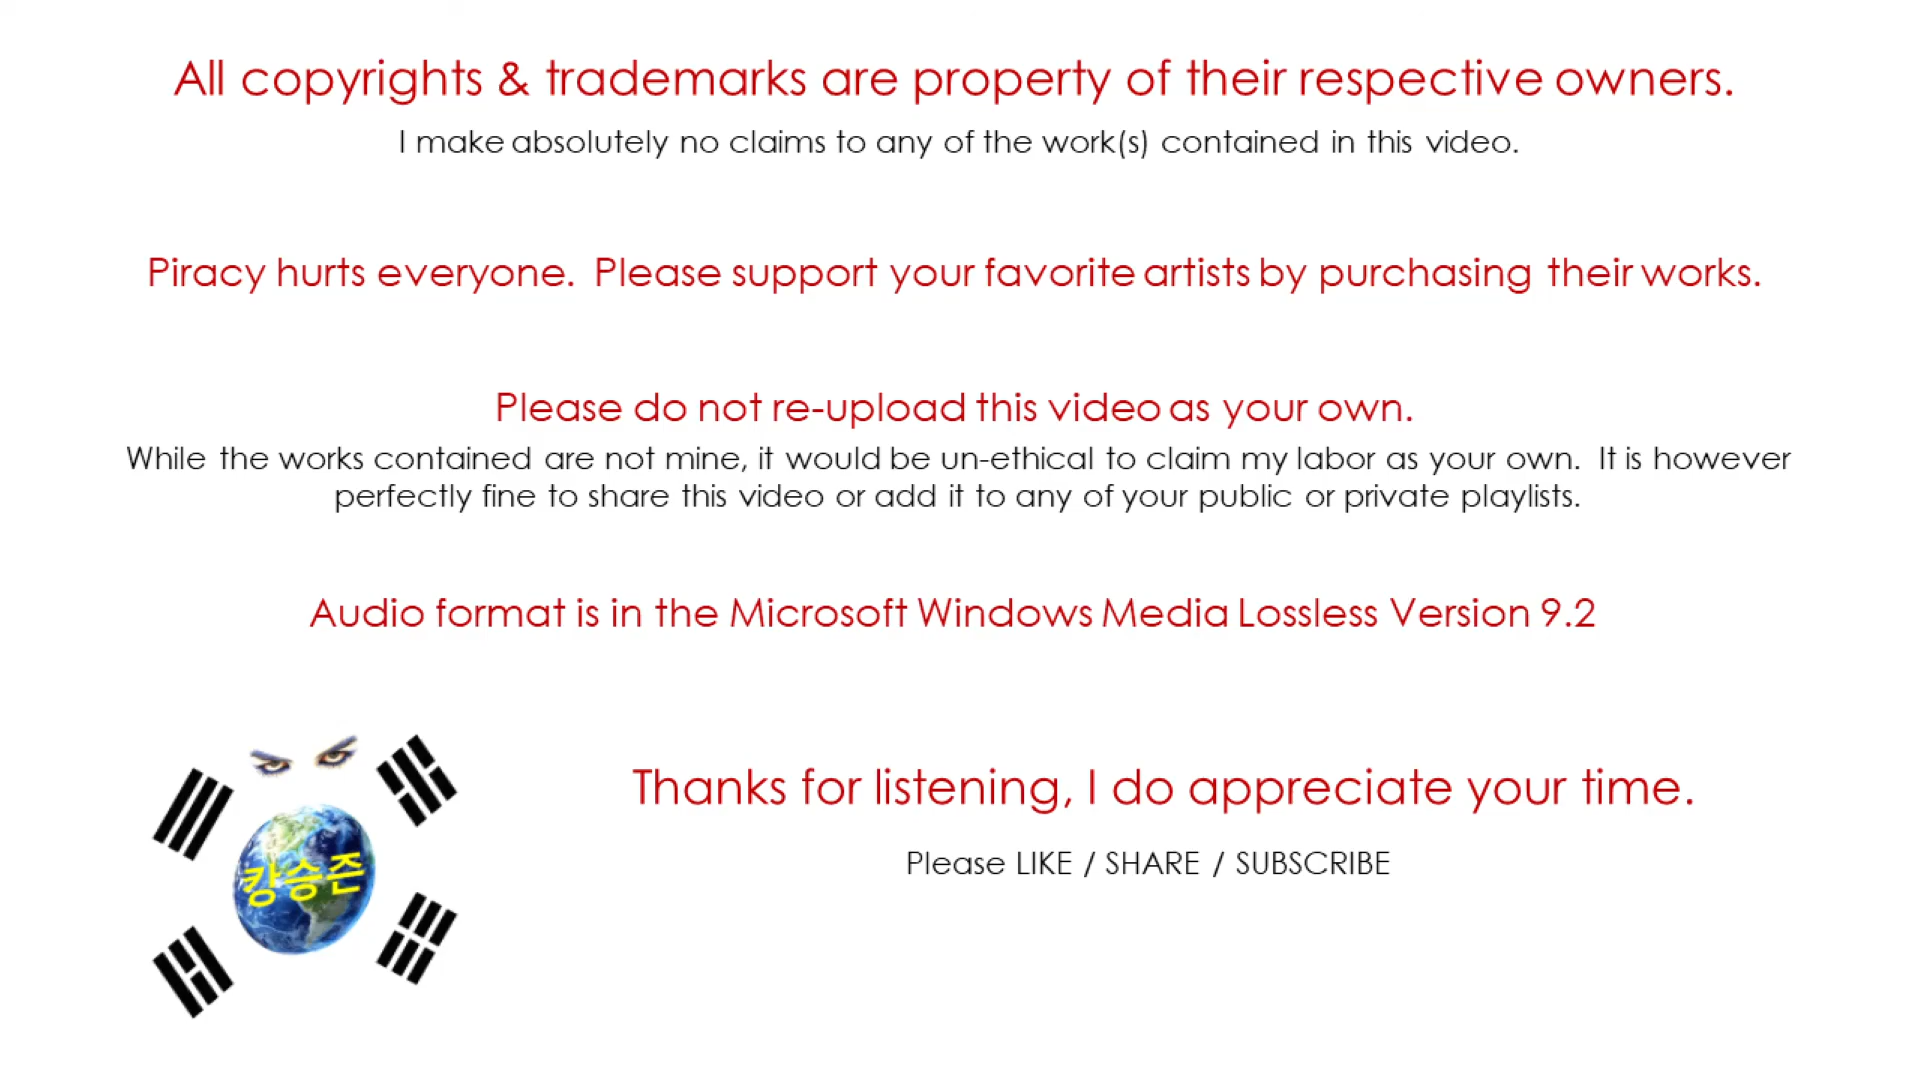 All copyrights & trademarks are property of their respective owners.
I make absolutely no claims to any of the work(s) contained in this video.
Piracy hurts everyone.  Please support your favorite artists by purchasing their works.
Please do not re-upload this video as your own.
While the works contained are not mine, it would be un-ethical to claim my labor as your own.  It is however
perfectly fine to share this video or add it to any of your public or private playlists.
Audio format is in the Microsoft Windows Media Lossless Version 9.2
Thanks for listening, I do appreciate your time.
캉승즌
Please LIKE / SHARE / SUBSCRIBE